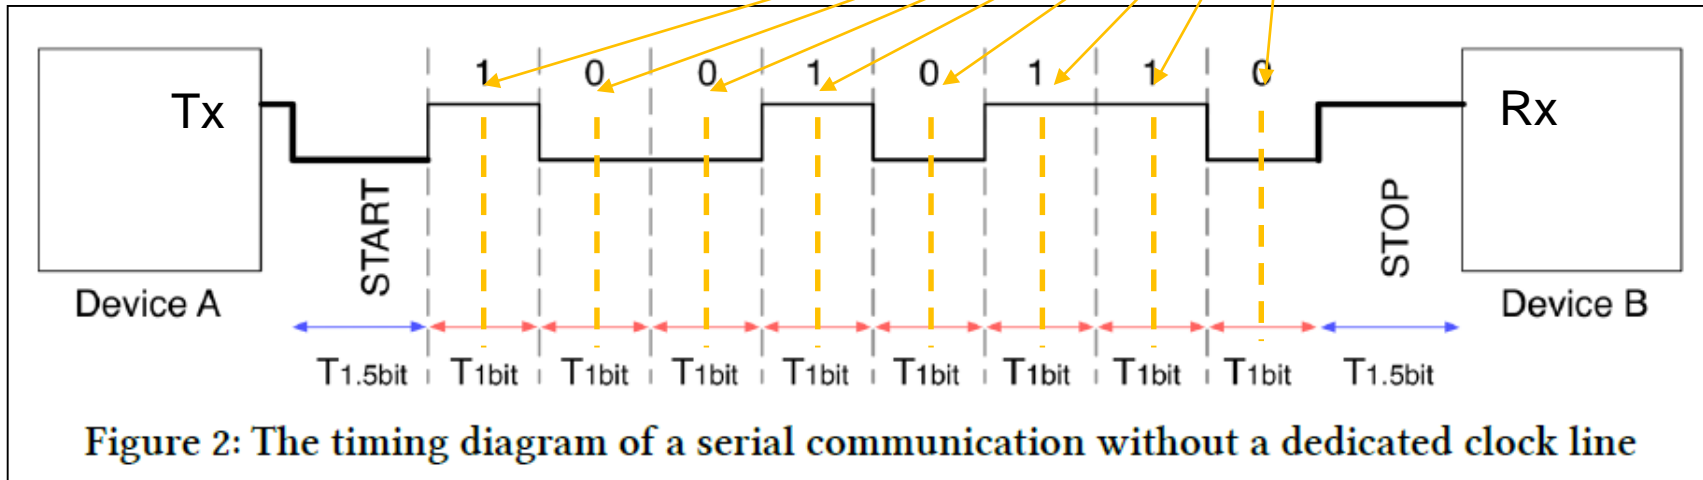 1 0 0 1 0 1 1 0
Tx Rx
START STOP
Device A Device B
T1.5bit T1bit T1bit T1bit T1bit T1bit T1bit T1bit T1bit T1.5bit
Figure 2: The timing diagram of a serial communication without a dedicated clock line